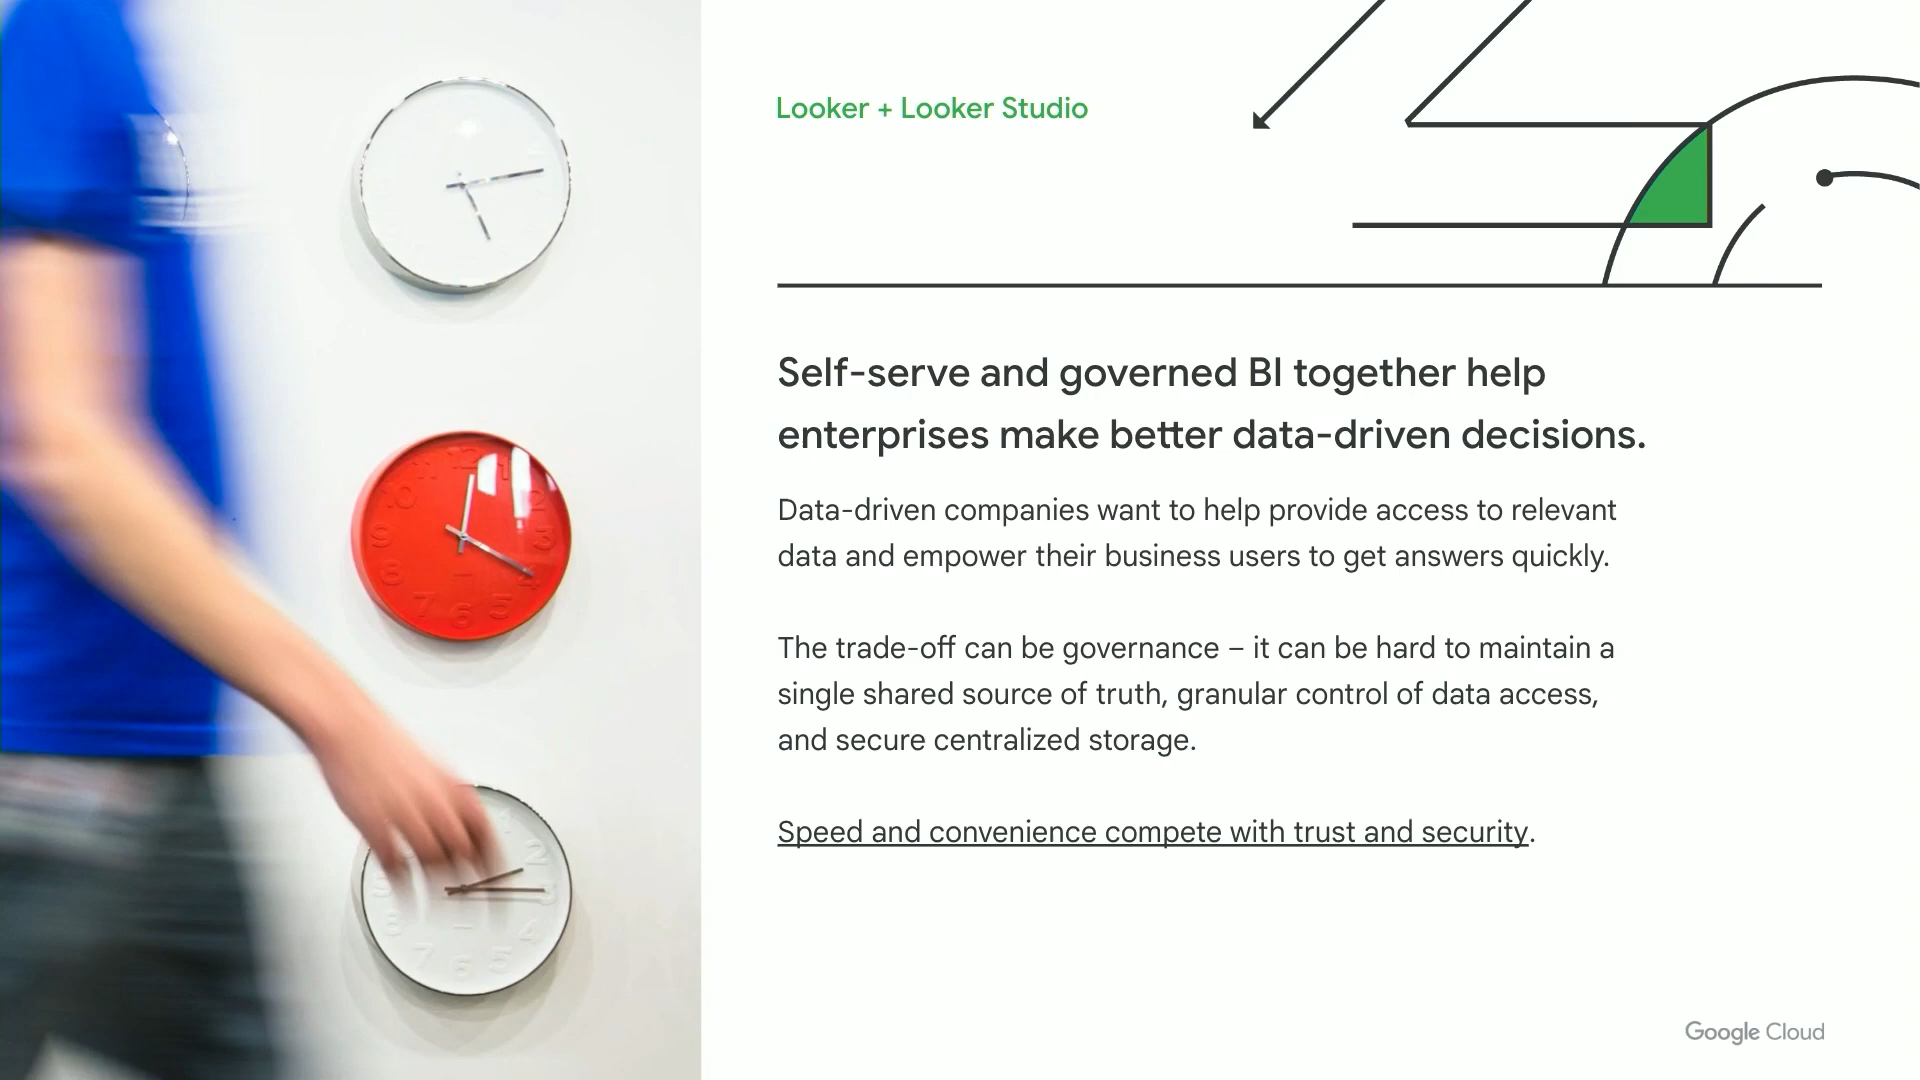 Looker + Looker Studio
Self-serve and governed BI together help
enterprises make better data-driven decisions.
Data-driven companies want to help provide access to relevant
data and empower their business users to get answers quickly.
The trade-off can be governance – it can be hard to maintain a
single shared source of truth, granular control of data access,
and secure centralized storage.
Speed and convenience compete with trust and security.
Google Cloud